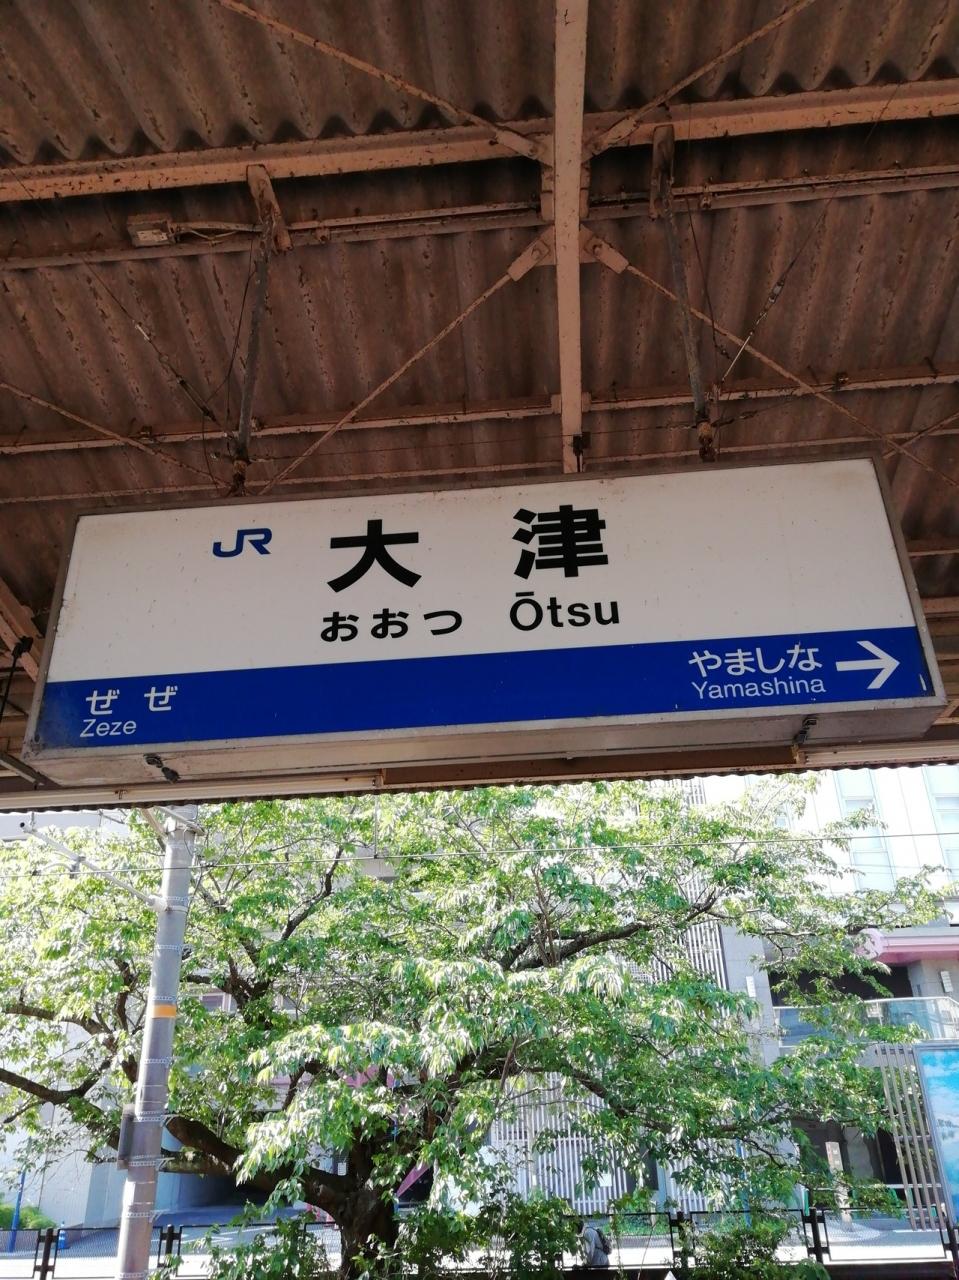 JR 大津
おおつ Ōtsu
ぜぜ
Zeze
やましな →
Yamashina